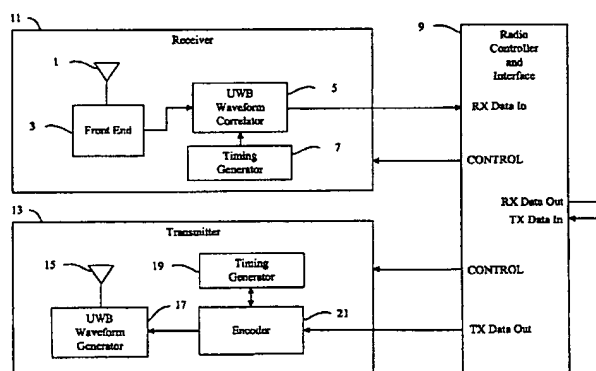 11
Receiver
1
3
Front End
UWB
Waveform
Correlator
5
Timing
Generator
7
9
Radio
Controller
and
Interface
RX Data In
CONTROL
RX Data Out
TX Data In
CONTROL
TX Data Out
13
Transmitter
15
19
Timing
Generator
17
UWB
Waveform
Generator
Encoder
21